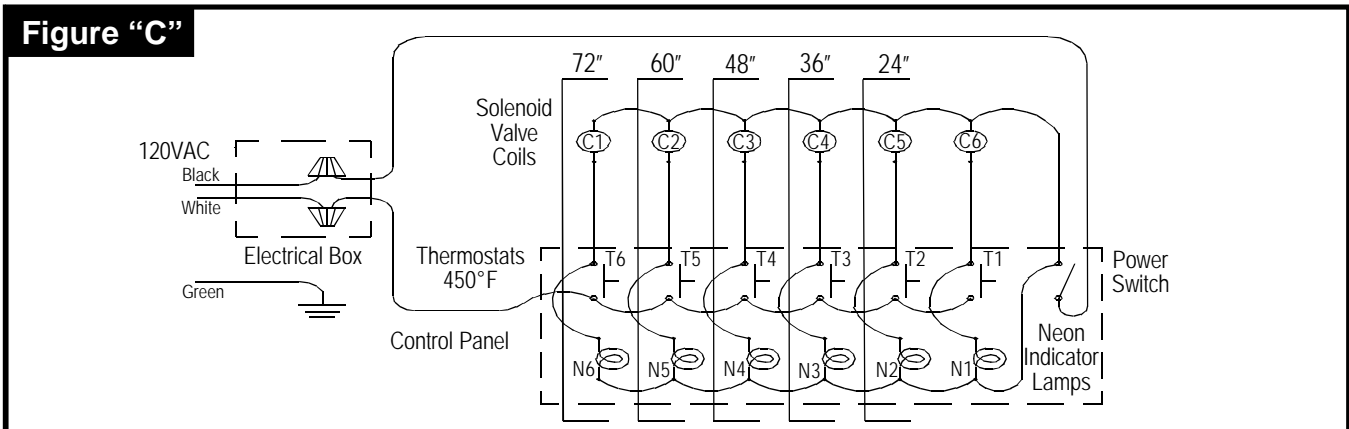 Figure “C”
72″ 60″ 48″ 36″ 24″
Solenoid
Valve
Coils
C1 C2 C3 C4 C5 C6
120VAC
Black
White
Electrical Box
Green
Thermostats
450°F
T6 T5 T4 T3 T2 T1
Power
Switch
Control Panel
N6 N5 N4 N3 N2 N1
Neon
Indicator
Lamps